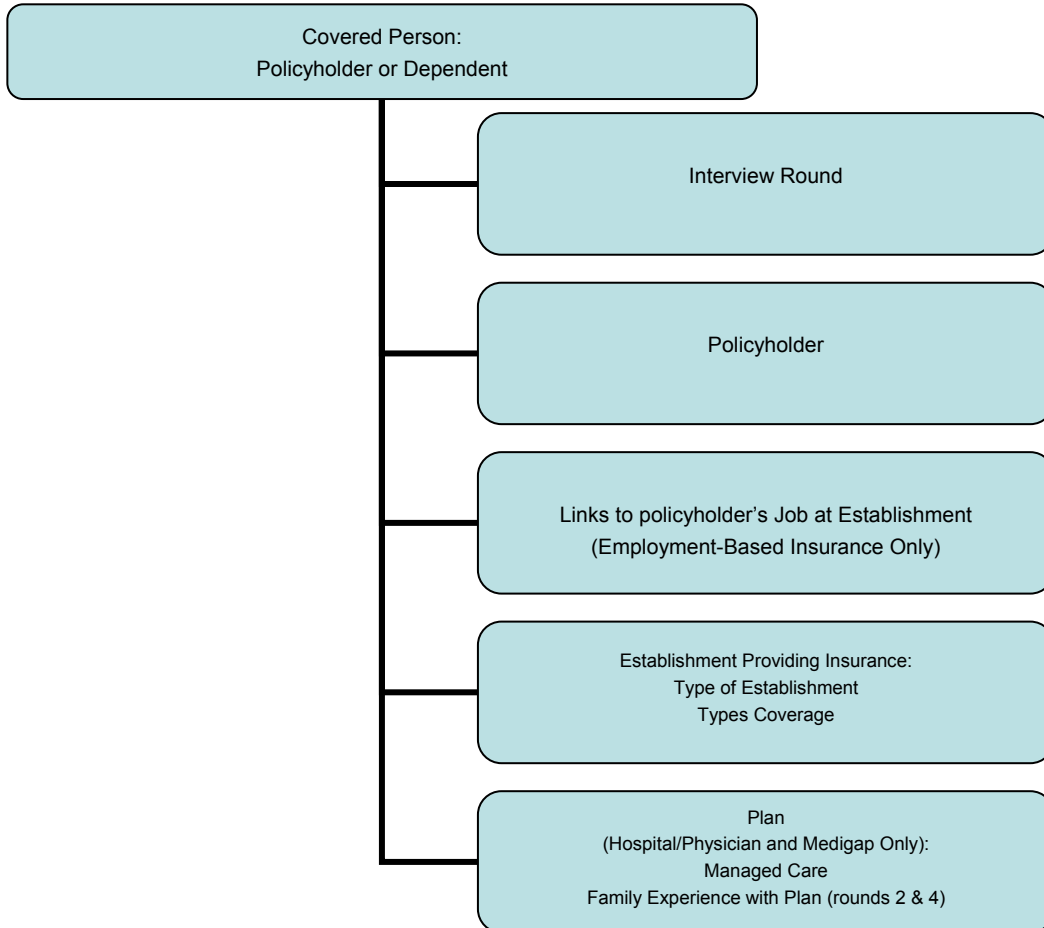 Covered Person:
Policyholder or Dependent
Interview Round
Policyholder
Links to policyholder’s Job at Establishment
(Employment-Based Insurance Only)
Establishment Providing Insurance:
Type of Establishment
Types Coverage
Plan
(Hospital/Physician and Medigap Only):
Managed Care
Family Experience with Plan (rounds 2 & 4)